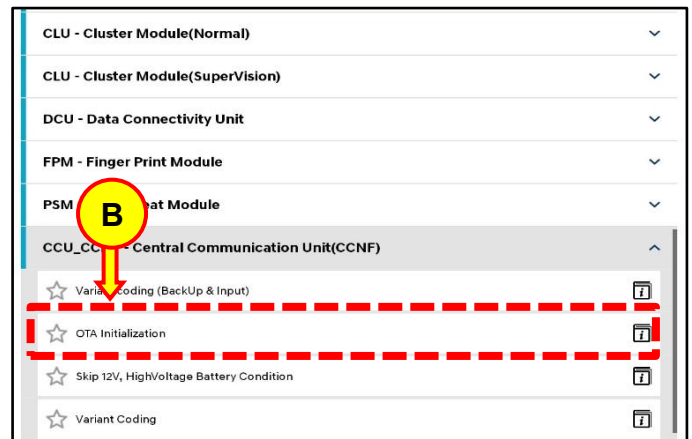 CLU - Cluster Module(Normal)
CLU - Cluster Module(SuperVision)
DCU - Data Connectivity Unit
FPM - Finger Print Module
PSM eat Module
B
CCU_CC - Central Communication Unit(CCNF)
Varia coding (BackUp & Input)
OTA Initialization
Skip 12V, HighVoltage Battery Condition
Variant Coding